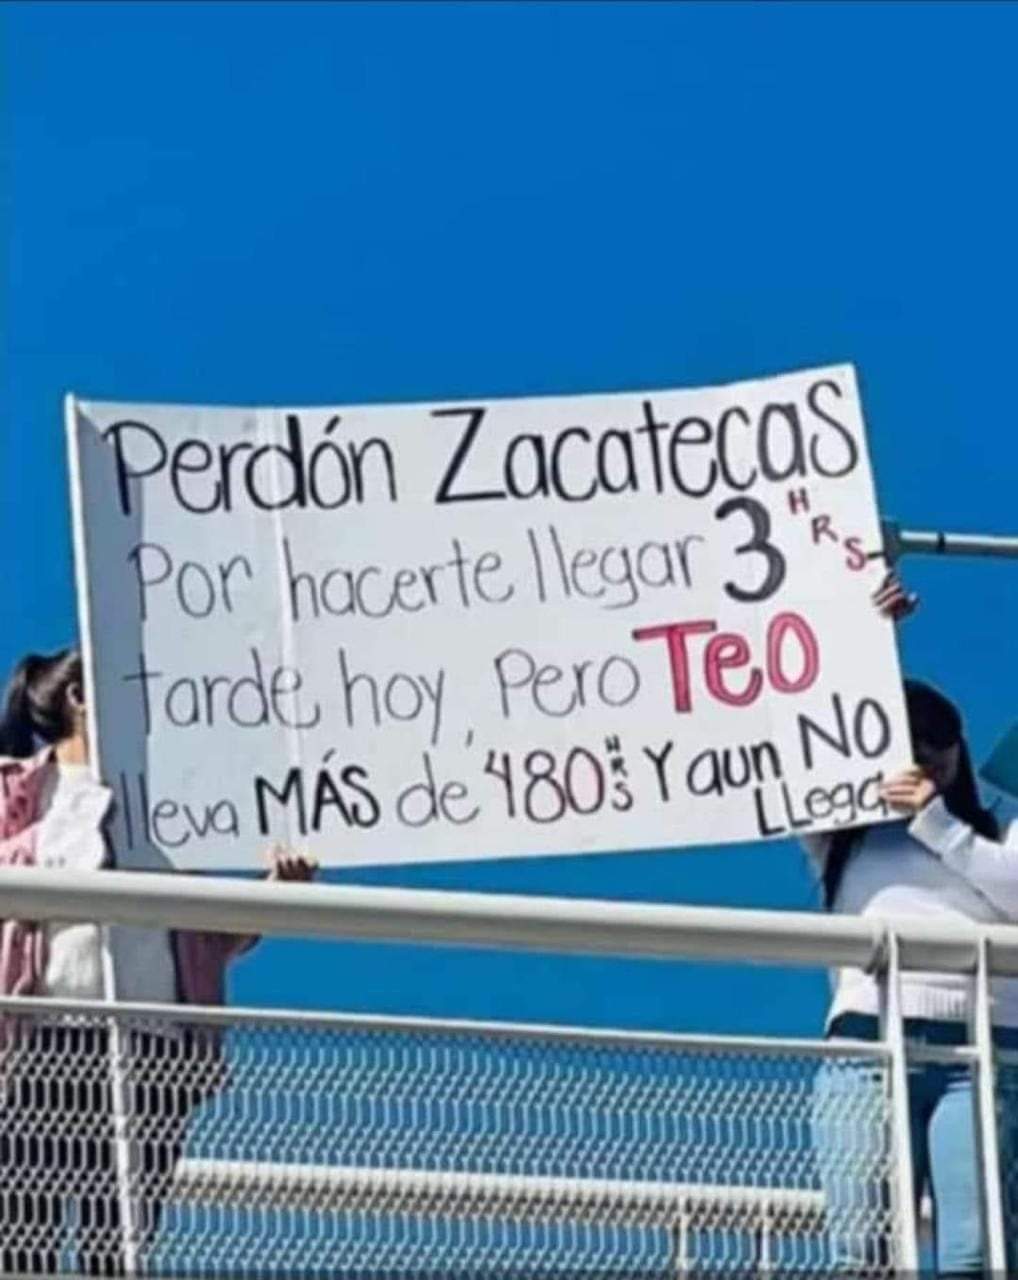 Perdón Zacatecas
Por hacerte llegar 3 HRS
tarde hoy, Pero Teo
lleva MÁS de 480 HRS Y aun NO
LLega